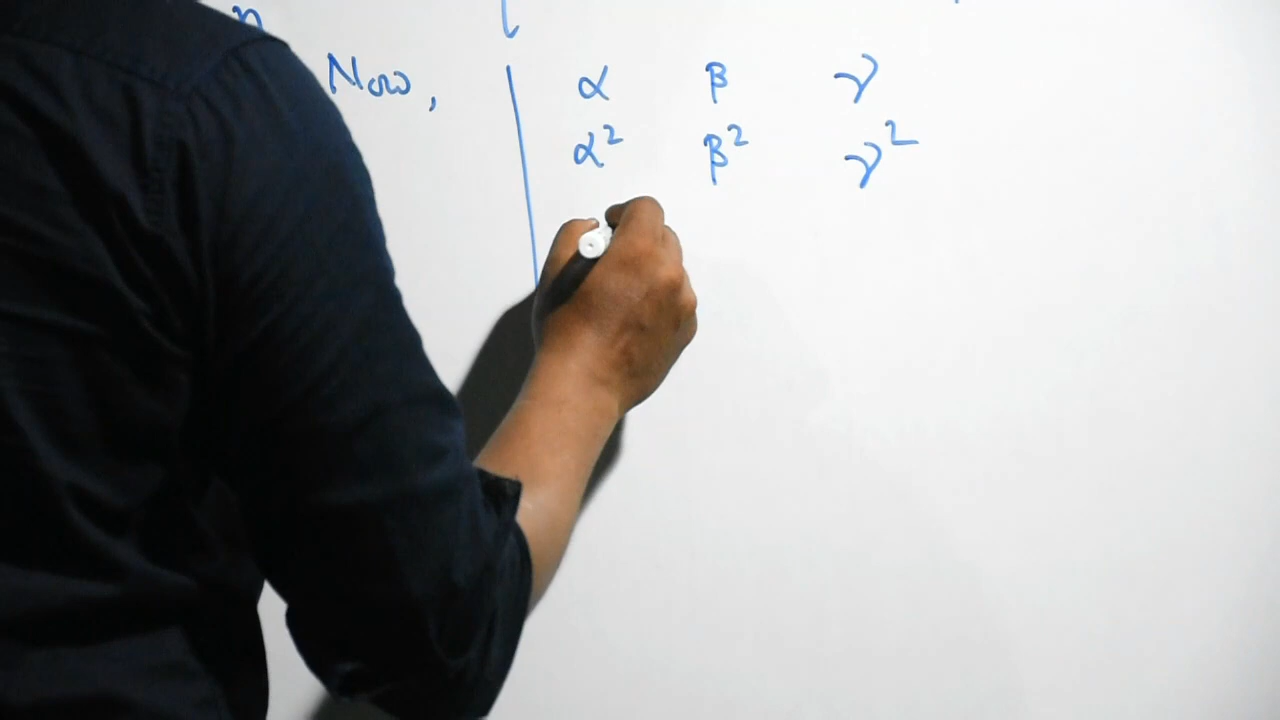 n
Now, | α β γ
α² β² γ²